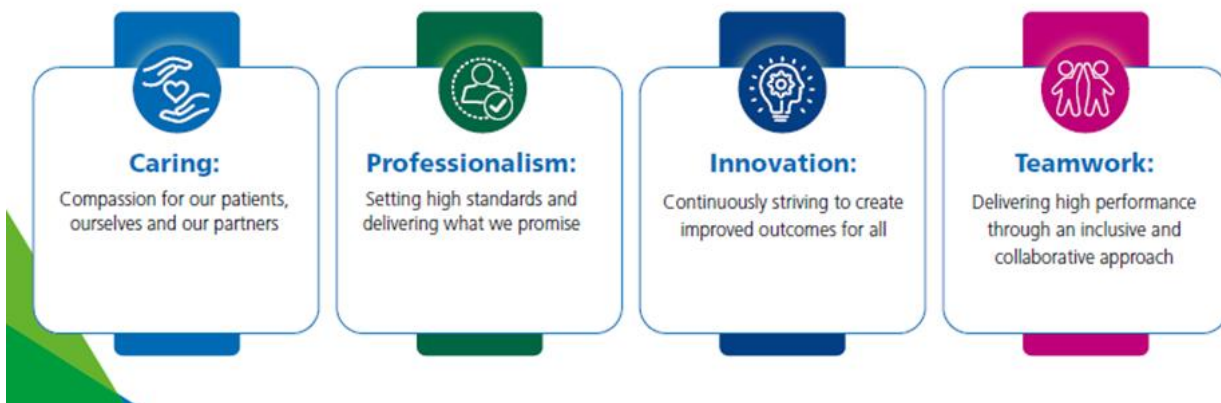 Caring:
Compassion for our patients,
ourselves and our partners
Professionalism:
Setting high standards and
delivering what we promise
Innovation:
Continuously striving to create
improved outcomes for all
Teamwork:
Delivering high performance
through an inclusive and
collaborative approach